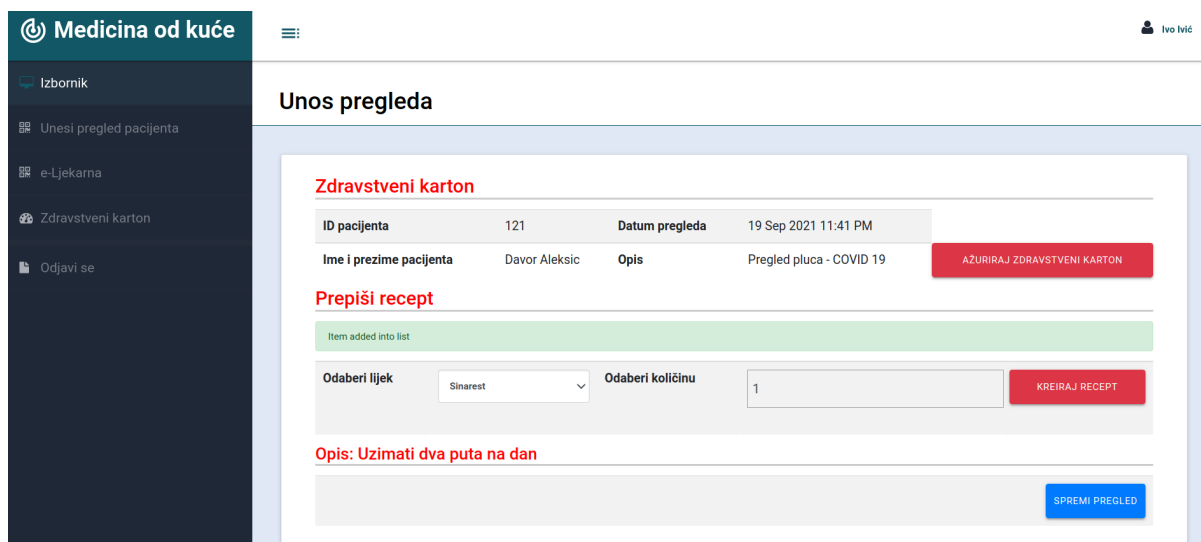 Medicina od kuće
Ivo Ivić
Izbornik
Unesi pregled pacijenta
e-Ljekarna
Zdravstveni karton
Odjavi se
Unos pregleda
Zdravstveni karton
ID pacijenta 121 Datum pregleda 19 Sep 2021 11:41 PM
Ime i prezime pacijenta Davor Aleksic Opis Pregled pluca - COVID 19 AŽURIRAJ ZDRAVSTVENI KARTON
Prepiši recept
Item added into list
Odaberi lijek Sinarest Odaberi količinu 1 KREIRAJ RECEPT
Opis: Uzimati dva puta na dan
SPREMI PREGLED